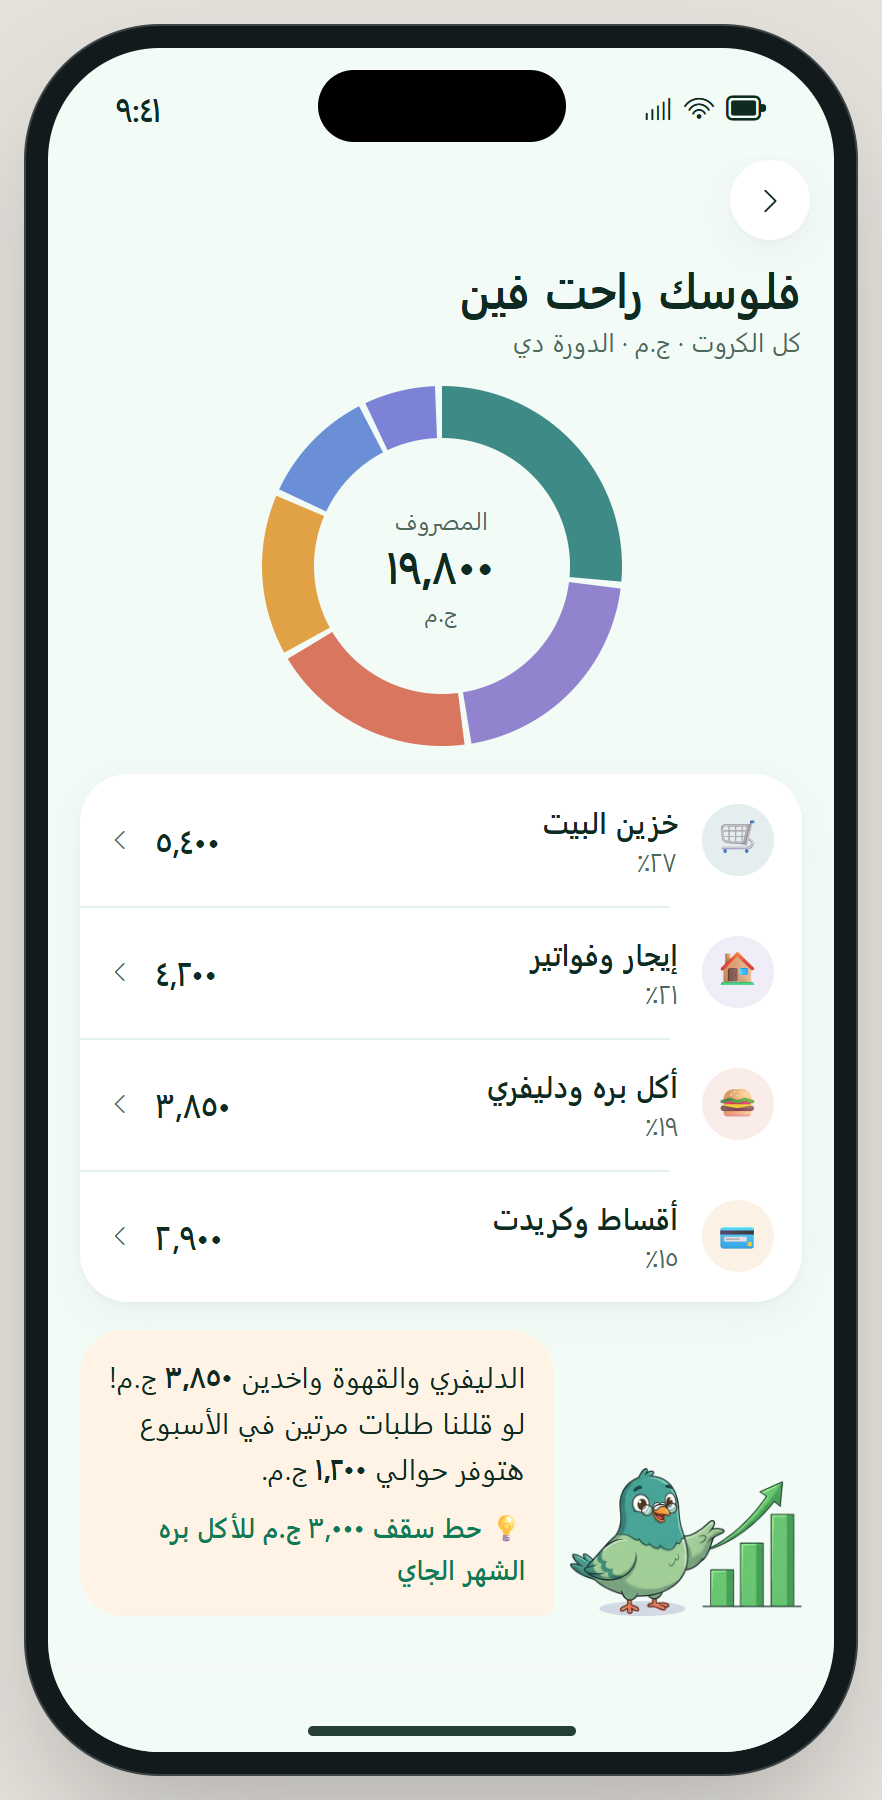 ٩:٤١
فلوسك راحت فين
كل الكروت · ج.م · الدورة دي
المصروف
١٩,٨٠٠
ج.م
خزين البيت
٥,٤٠٠
٢٧٪
إيجار وفواتير
٤,٢٠٠
٢١٪
أكل بره ودليفري
٣,٨٥٠
١٩٪
أقساط وكريدت
٢,٩٠٠
١٥٪
الدليفري والقهوة واخدين ٣,٨٥٠ ج.م!
لو قللنا طلبات مرتين في الأسبوع
هتوفر حوالي ١,٢٠٠ ج.م.
💡 حط سقف ٣,٠٠٠ ج.م للأكل بره
الشهر الجاي